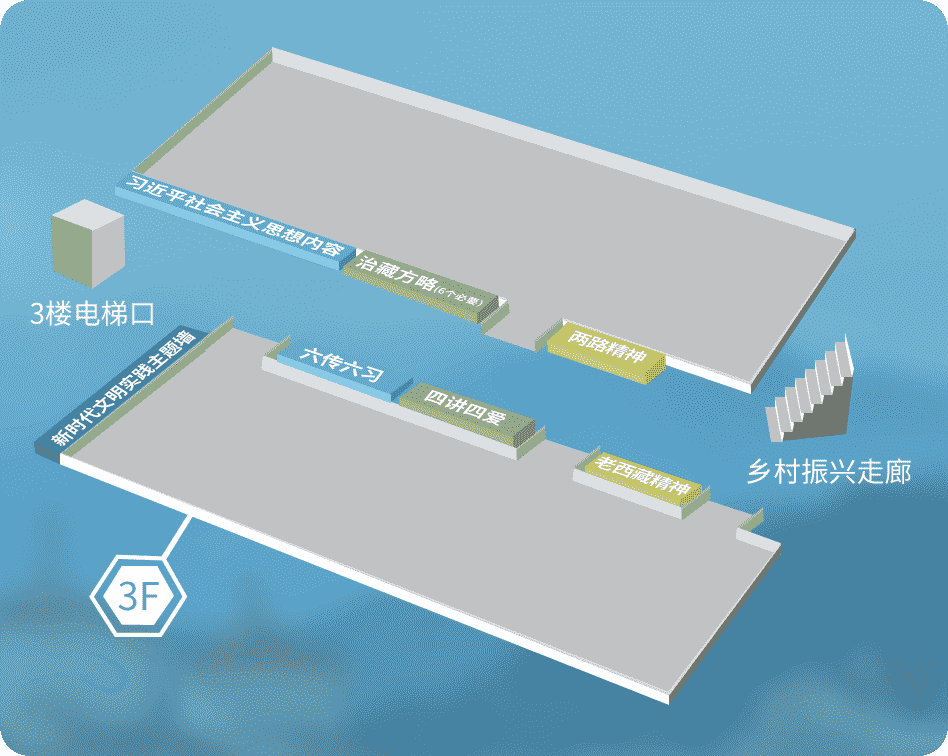 习近平社会主义思想内容
治藏方略(6个必要)
两路精神
3楼电梯口
新时代文明实践主题墙
六传六习
四讲四爱
老西藏精神
乡村振兴走廊
3F